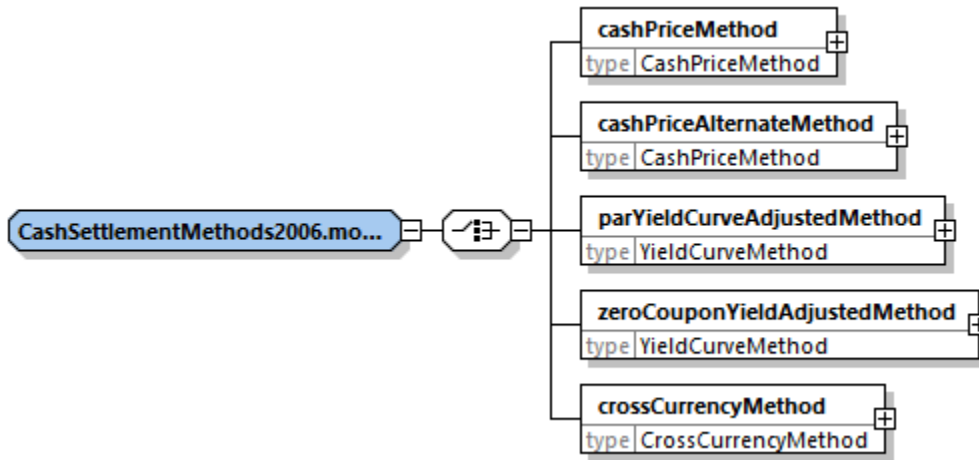 cashPriceMethod
type CashPriceMethod
cashPriceAlternateMethod
type CashPriceMethod
CashSettlementMethods2006.mo...
parYieldCurveAdjustedMethod
type YieldCurveMethod
zeroCouponYieldAdjustedMethod
type YieldCurveMethod
crossCurrencyMethod
type CrossCurrencyMethod